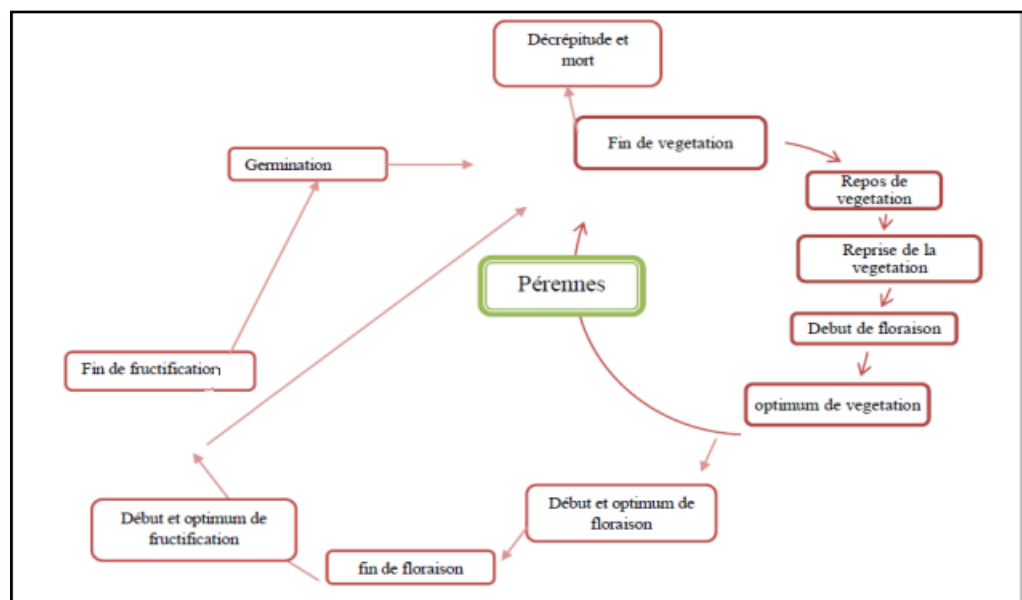 Décrépitude et
mort
Fin de vegetation
Germination
Repos de
vegetation
Reprise de la
vegetation
Pérennes
Debut de floraison
Fin de fructification
optimum de vegetation
Début et optimum de
floraison
Début et optimum de
fructification
fin de floraison